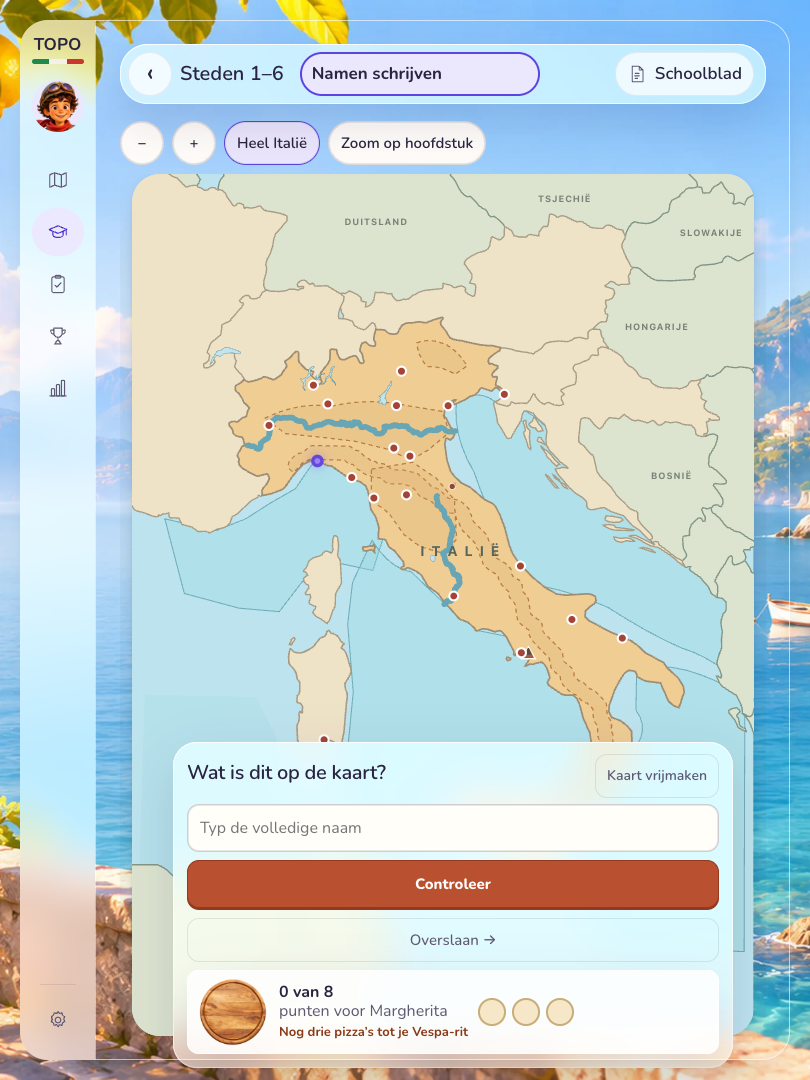 TOPO
‹
Steden 1–6
Namen schrijven
Schoolblad
−
+
Heel Italië
Zoom op hoofdstuk
TSJECHIË
DUITSLAND
SLOWAKIJE
HONGARIJE
BOSNIË
ITALIË
Wat is dit op de kaart?
Kaart vrijmaken
Typ de volledige naam
Controleer
Overslaan →
0 van 8
punten voor Margherita
Nog drie pizza's tot je Vespa-rit